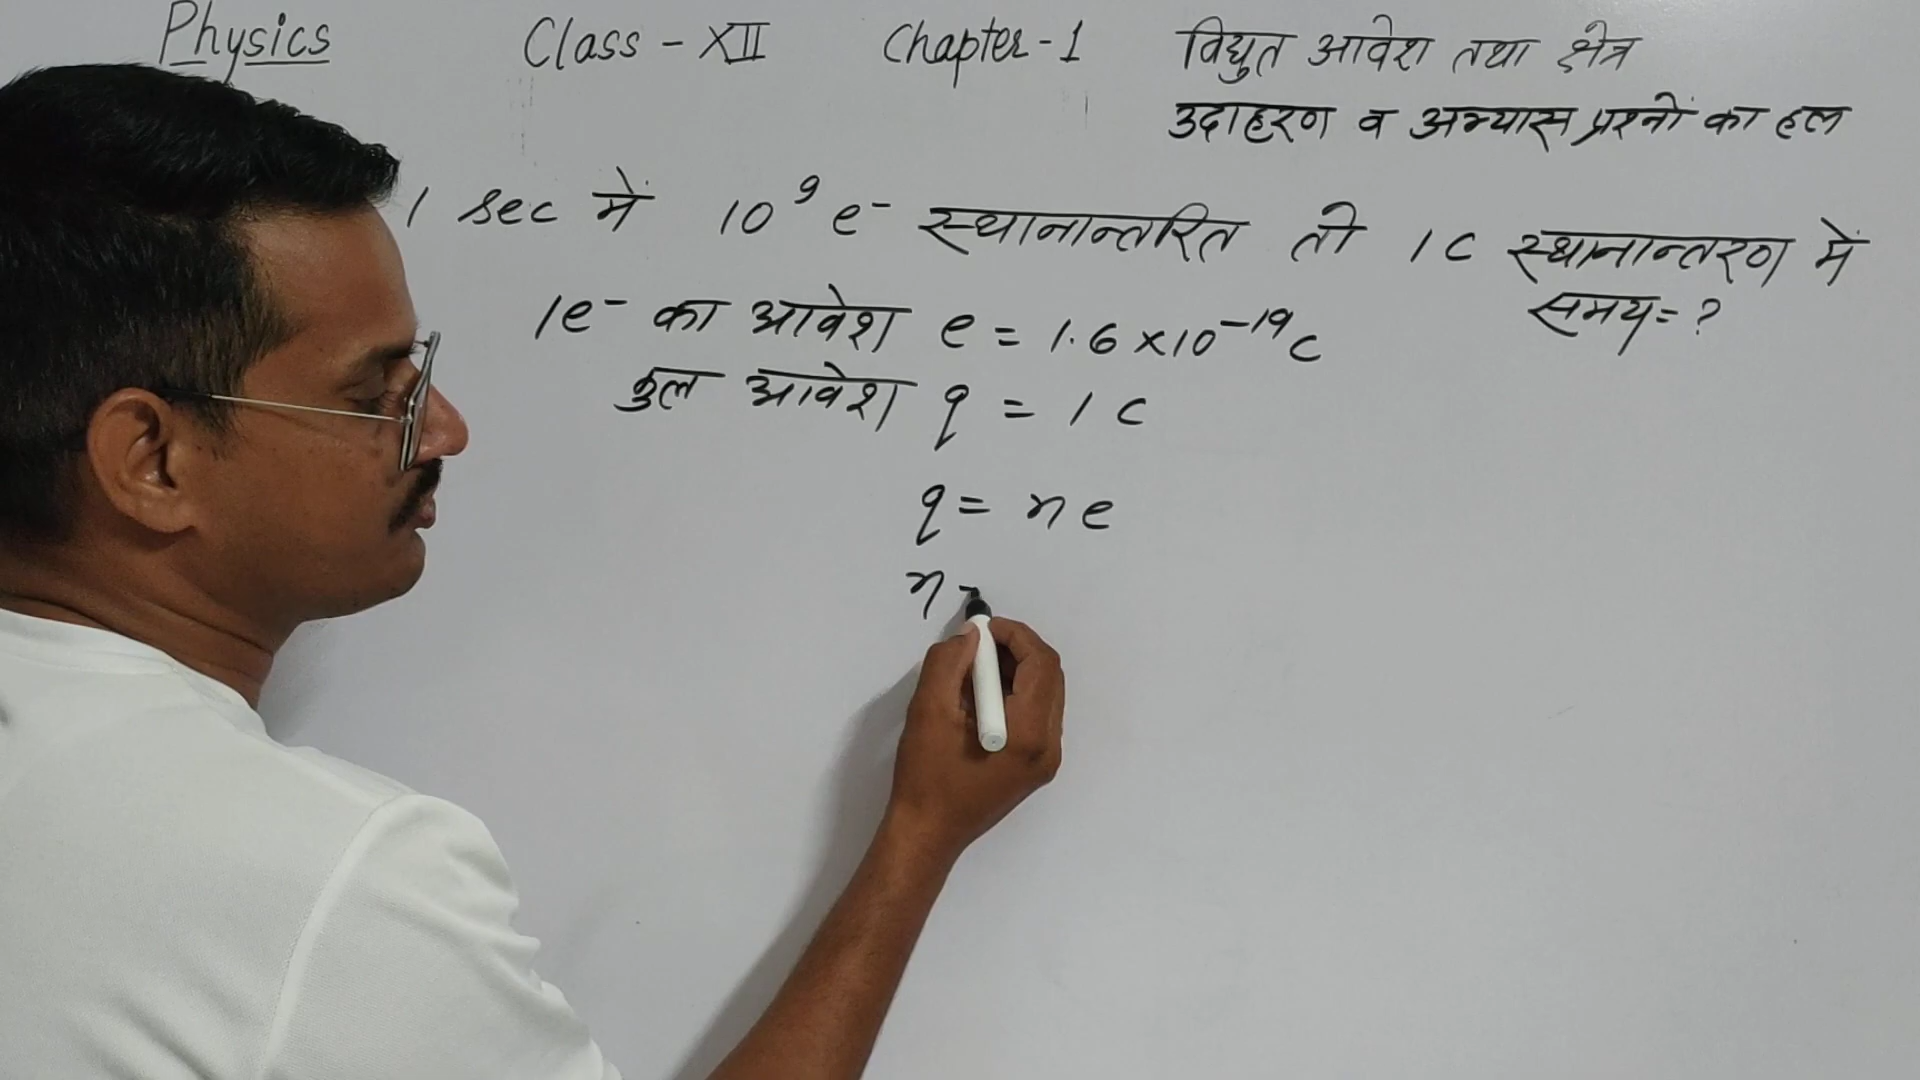 Physics Class - XII Chapter-1 विद्युत आवेश तथा क्षेत्र
उदाहरण व अभ्यास प्रश्नों का हल
1 sec में 10⁹ e⁻ स्थानान्तरित तो 1C स्थानान्तरण में
समय=?
1e⁻ का आवेश e = 1.6×10⁻¹⁹C
कुल आवेश q = 1C
q = ne
n -